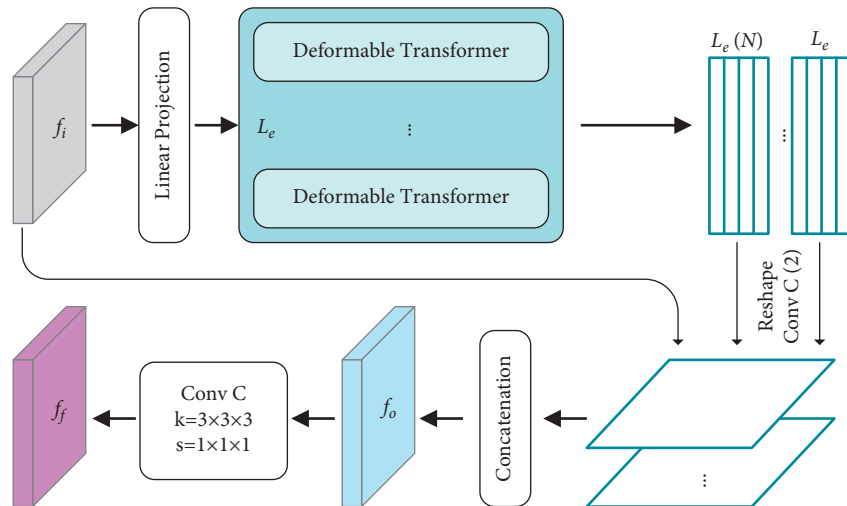 f_i
Linear Projection
Deformable Transformer
L_e
⋮
Deformable Transformer
L_e (N)
L_e
...
Reshape
Conv C (2)
f_f
Conv C
k=3×3×3
s=1×1×1
f_o
Concatenation
⋮